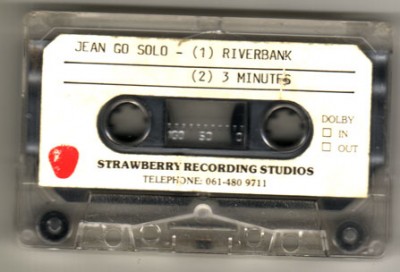 JEAN GO SOLO - (1) RIVERBANK
(2) 3 MINUTES
DOLBY
☐ IN
☐ OUT
100 50 0
STRAWBERRY RECORDING STUDIOS
TELEPHONE: 061-480 9711